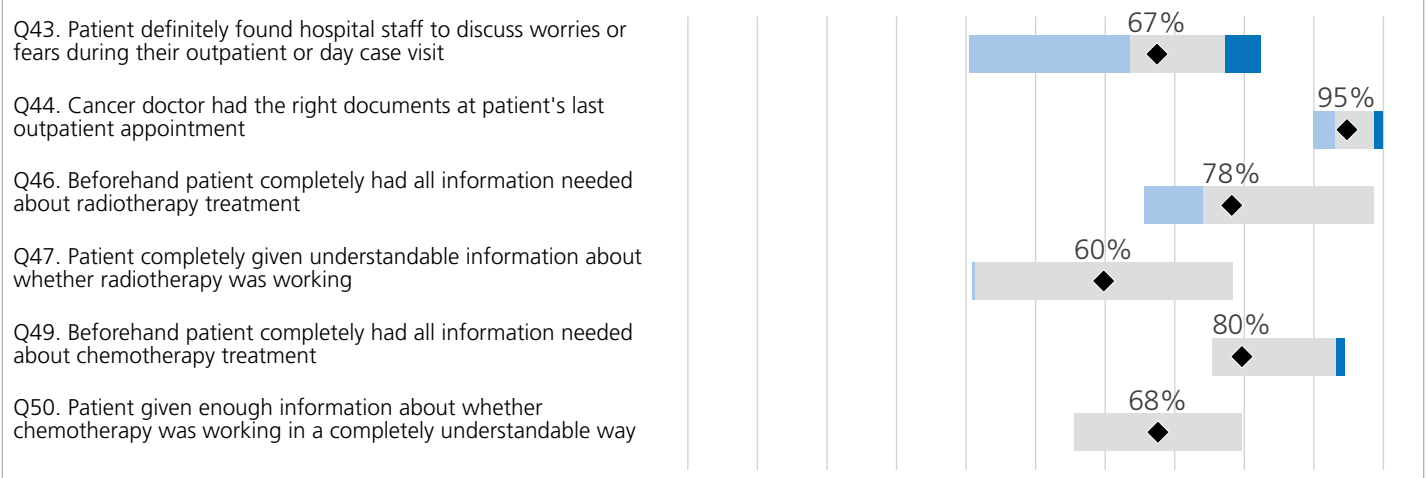 Q43. Patient definitely found hospital staff to discuss worries or
fears during their outpatient or day case visit
67%
Q44. Cancer doctor had the right documents at patient's last
outpatient appointment
95%
Q46. Beforehand patient completely had all information needed
about radiotherapy treatment
78%
Q47. Patient completely given understandable information about
whether radiotherapy was working
60%
Q49. Beforehand patient completely had all information needed
about chemotherapy treatment
80%
Q50. Patient given enough information about whether
chemotherapy was working in a completely understandable way
68%